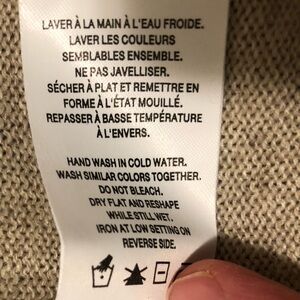 LAVER À LA MAIN À L'EAU FROIDE.
LAVER LES COULEURS
SEMBLABLES ENSEMBLE.
NE PAS JAVELLISER.
SÉCHER À PLAT ET REMETTRE EN
FORME À L'ÉTAT MOUILLÉ.
REPASSER À BASSE TEMPÉRATURE
À L'ENVERS.
HAND WASH IN COLD WATER.
WASH SIMILAR COLORS TOGETHER.
DO NOT BLEACH.
DRY FLAT AND RESHAPE
WHILE STILL WET.
IRON AT LOW SETTING ON
REVERSE SIDE.